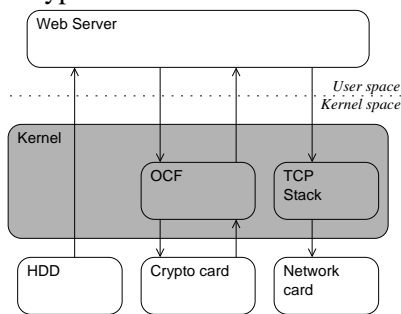 Web Server
User space
Kernel space
Kernel
OCF
TCP
Stack
HDD
Crypto card
Network
card